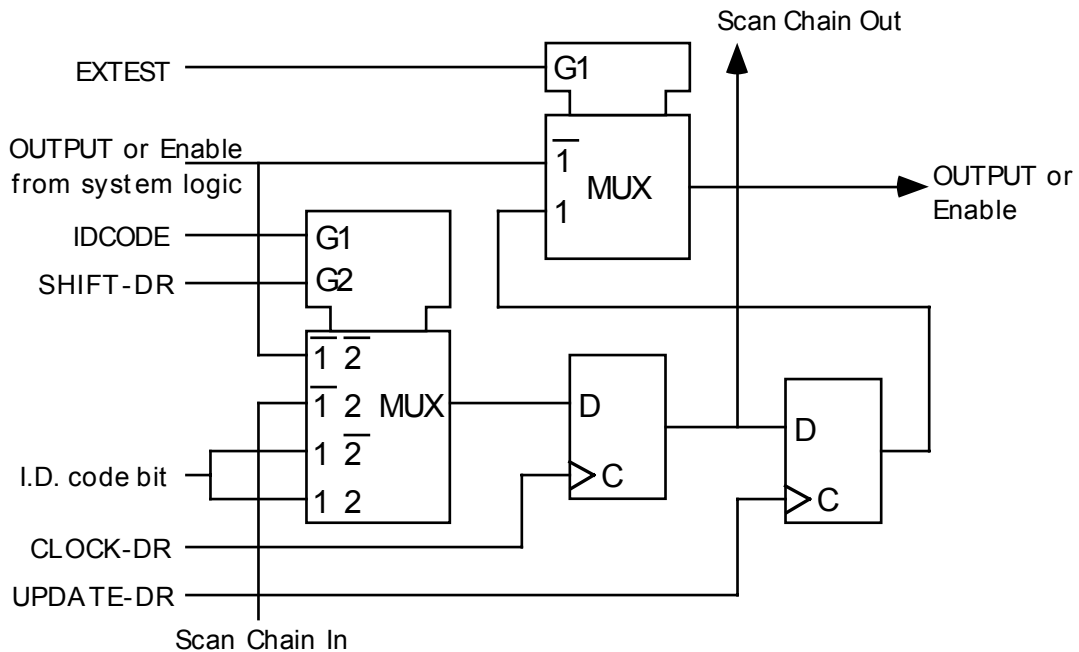 Scan Chain Out
EXTEST
G1
OUTPUT or Enable
from system logic
1
MUX
1
OUTPUT or
Enable
IDCODE
G1
SHIFT-DR
G2
1 2
1 2 MUX
1 2
1 2
D
C
D
C
I.D. code bit
CLOCK-DR
UPDATE-DR
Scan Chain In